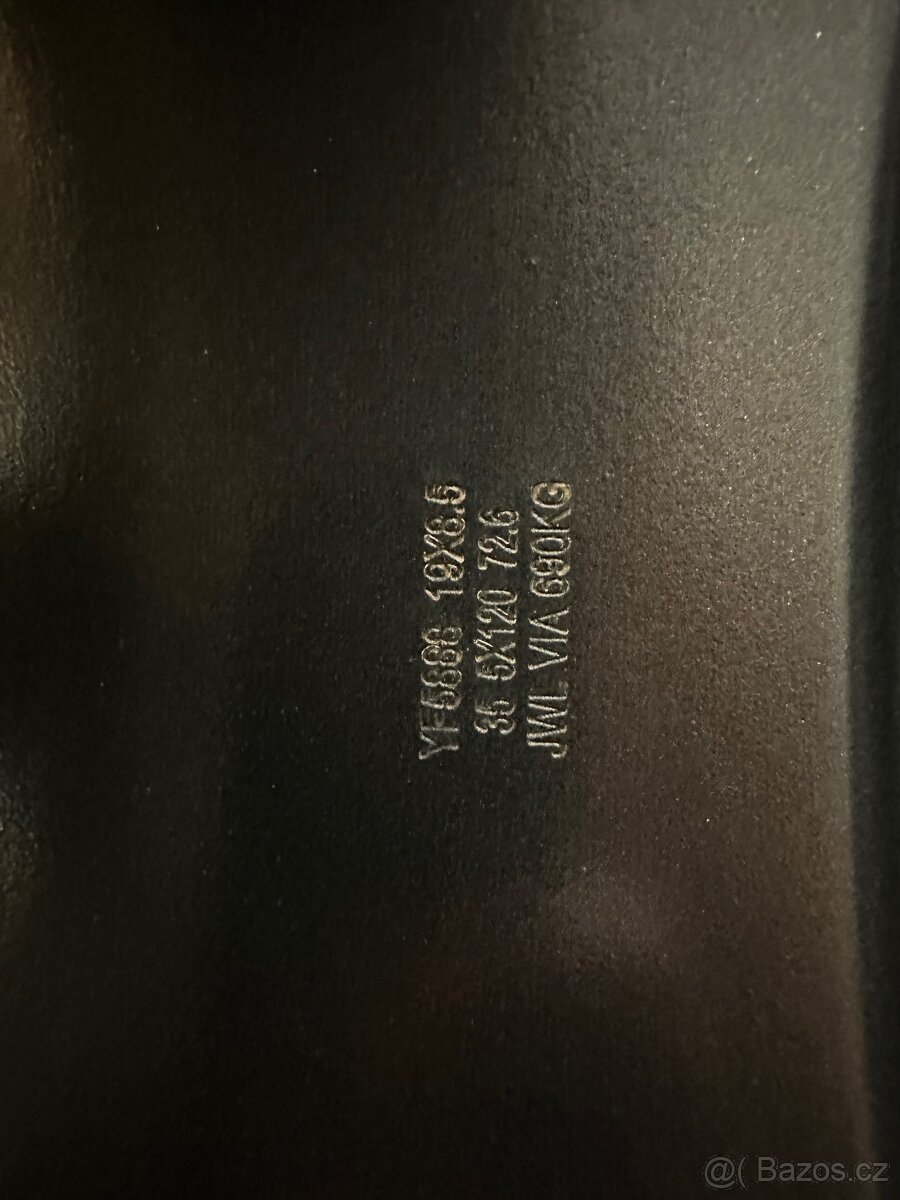 YF5886 19X8.5
35 5X120 72.6
JWL VIA 690KG
@( Bazos.cz